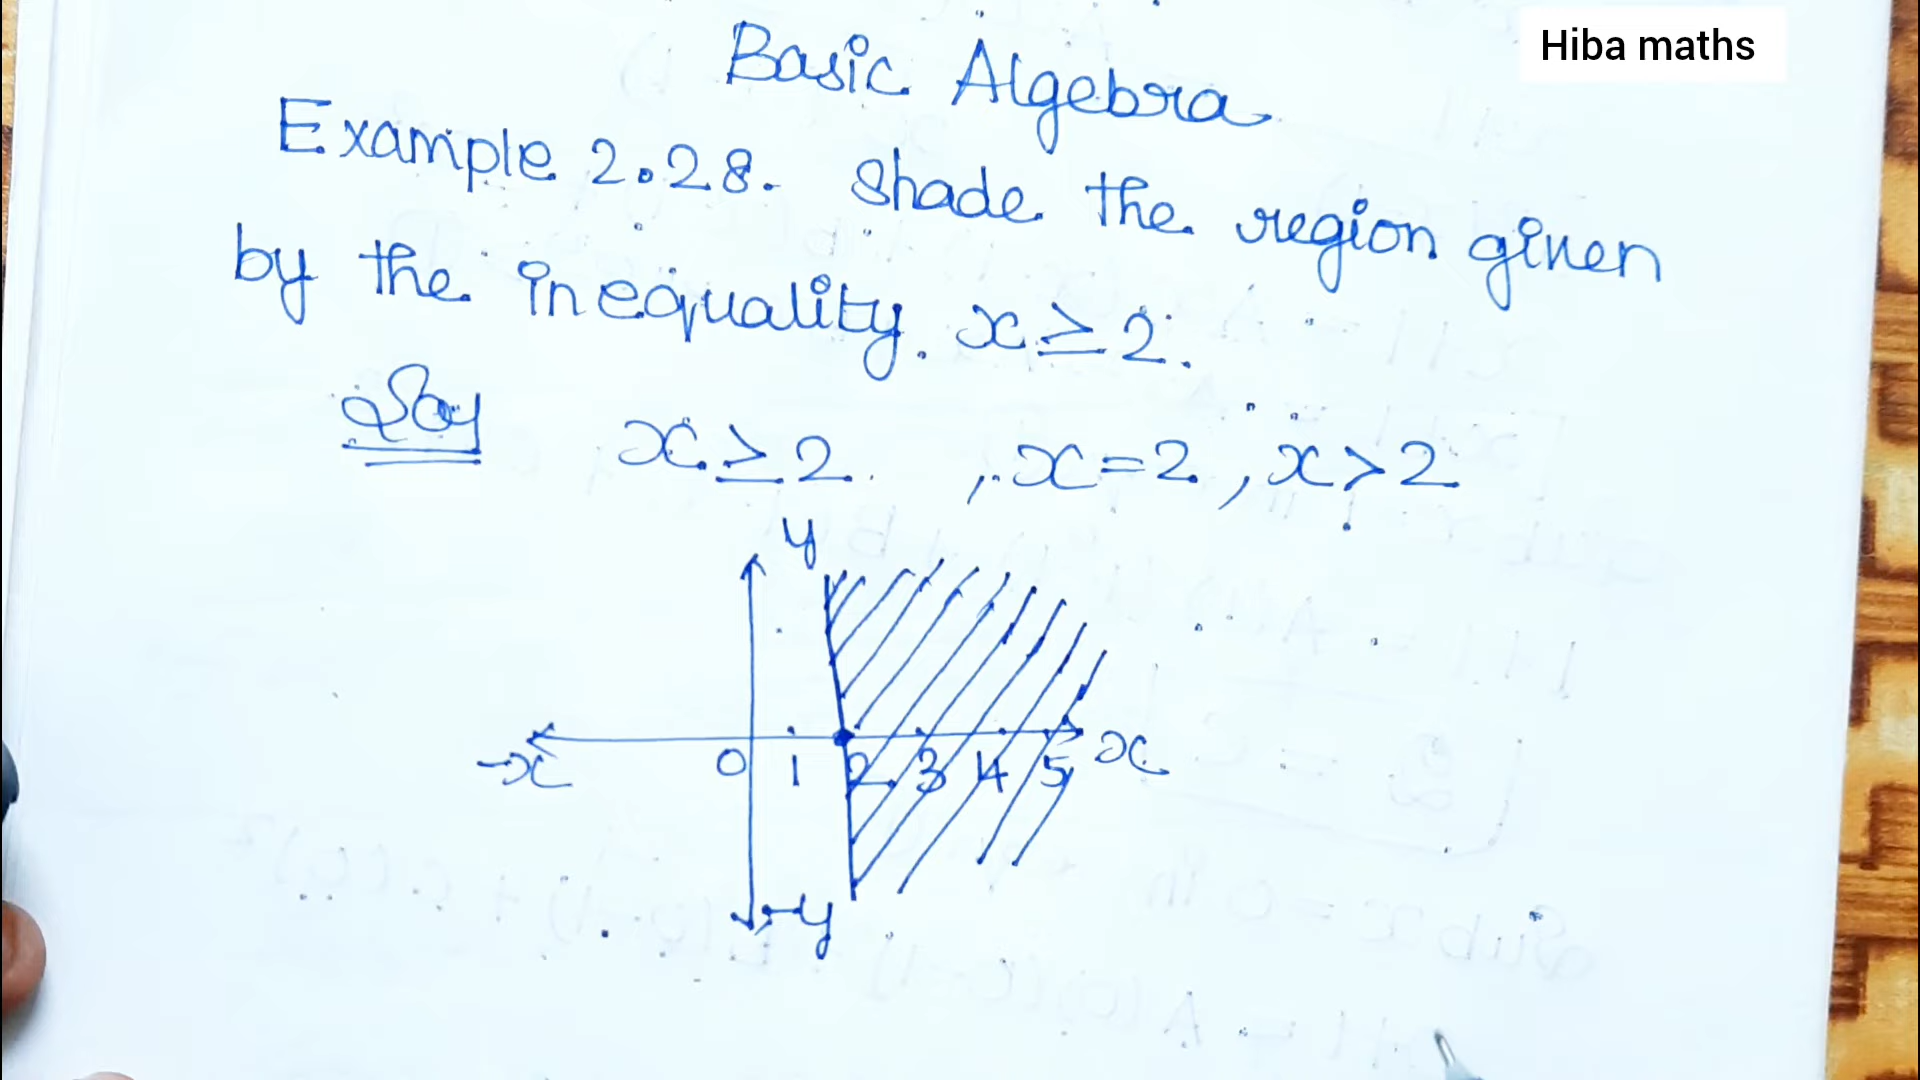 Hiba maths
Basic Algebra
Example 2.28. Shade the region given
by the inequality. x ≥ 2.
Sol x ≥ 2. , x = 2, x > 2
y
-x 0 1 2 3 4 5 x
-y